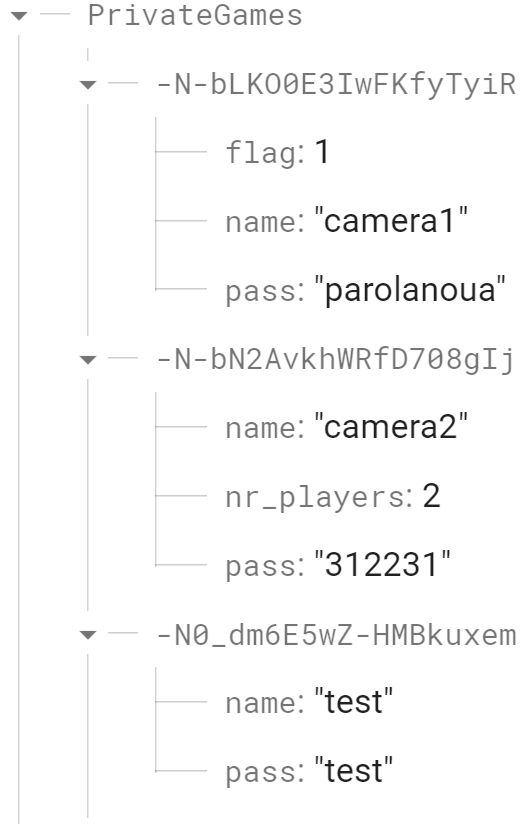 PrivateGames
-N-bLKO0E3IwFKfyTyiR
flag: 1
name: "camera1"
pass: "parolanoua"
-N-bN2AvkhWRfD708gIj
name: "camera2"
nr_players: 2
pass: "312231"
-N0_dm6E5wZ-HMBkuxem
name: "test"
pass: "test"